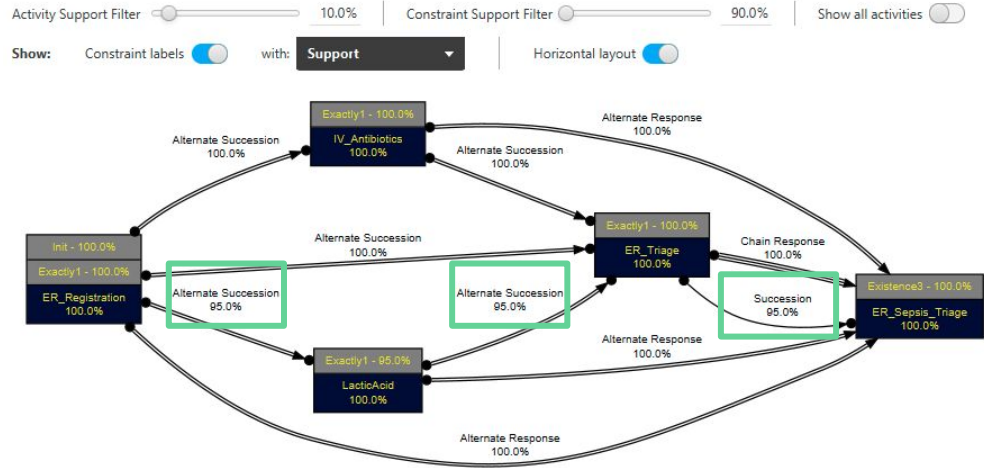 Activity Support Filter 10.0% Constraint Support Filter 90.0% Show all activities
Show: Constraint labels with: Support Horizontal layout
Exactly1 - 100.0%
IV_Antibiotics
100.0%
Alternate Succession
100.0%
Alternate Response
100.0%
Alternate Succession
100.0%
Init - 100.0%
Exactly1 - 100.0%
ER_Registration
100.0%
Alternate Succession
100.0%
Exactly1 - 100.0%
ER_Triage
100.0%
Chain Response
100.0%
Alternate Succession
95.0%
Alternate Succession
95.0%
Succession
95.0%
Existence3 - 100.0%
ER_Sepsis_Triage
100.0%
Exactly1 - 95.0%
LacticAcid
100.0%
Alternate Response
100.0%
Alternate Response
100.0%